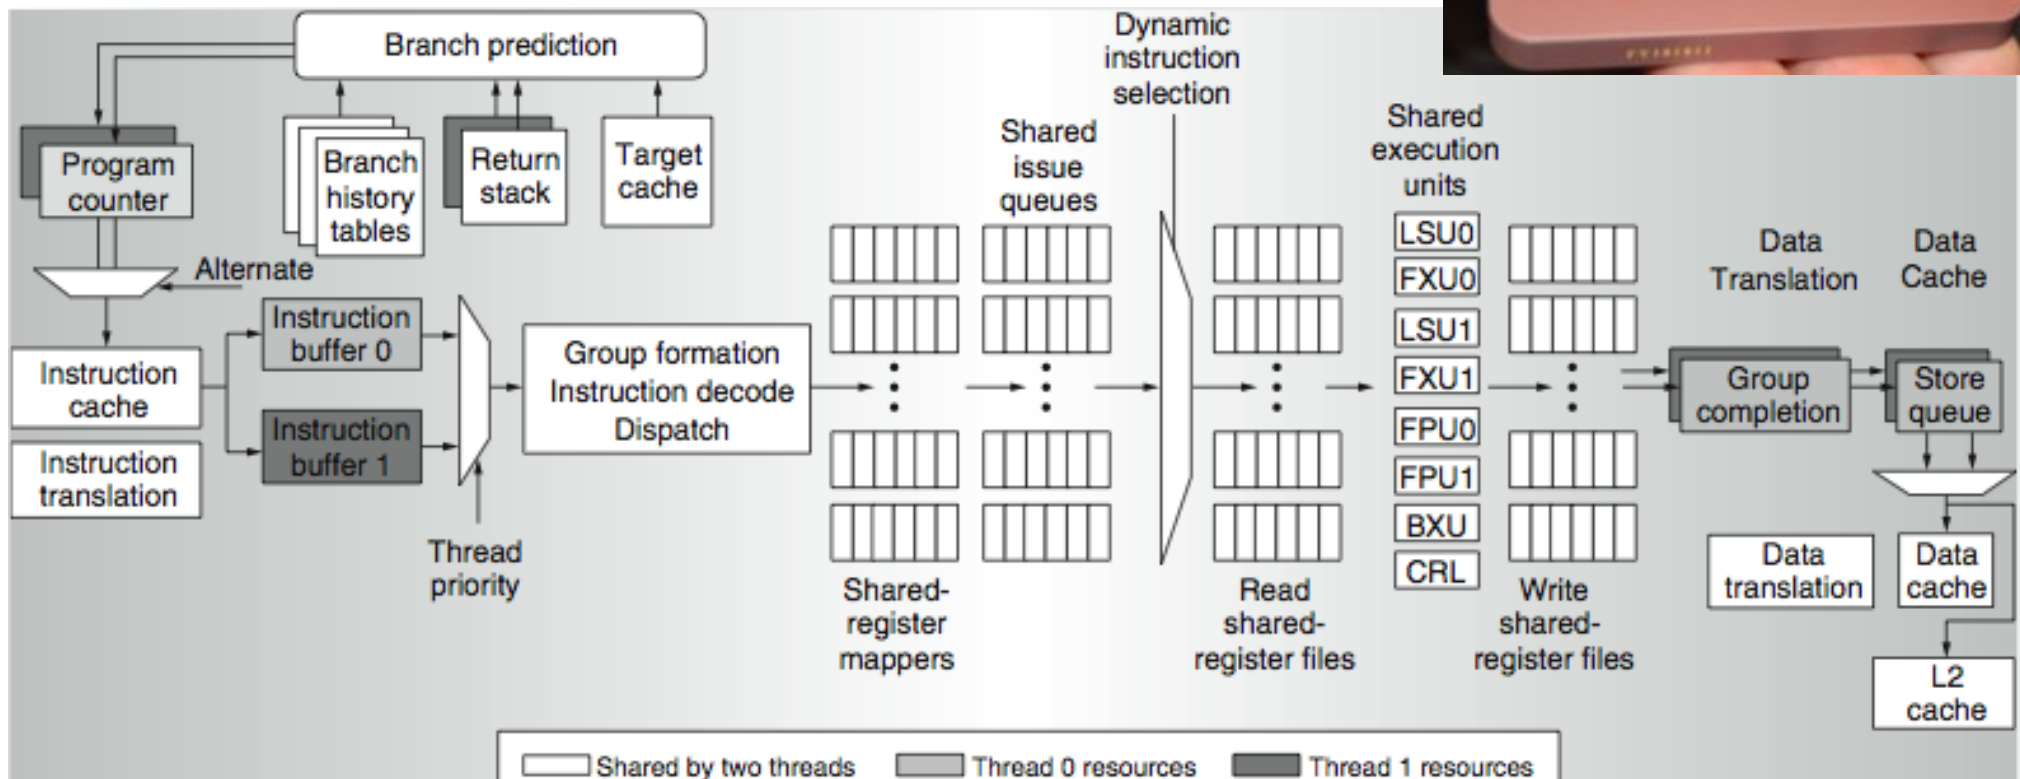 Branch prediction
Dynamic
instruction
selection
Program
counter
Branch
history
tables
Return
stack
Target
cache
Alternate
Shared
issue
queues
Shared
execution
units
LSU0
FXU0
LSU1
FXU1
FPU0
FPU1
BXU
CRL
Data
Translation
Data
Cache
Instruction
cache
Instruction
translation
Instruction
buffer 0
Instruction
buffer 1
Thread
priority
Group formation
Instruction decode
Dispatch
Shared-
register
mappers
Read
shared-
register files
Write
shared-
register files
Group
completion
Store
queue
Data
translation
Data
cache
L2
cache
Shared by two threads
Thread 0 resources
Thread 1 resources